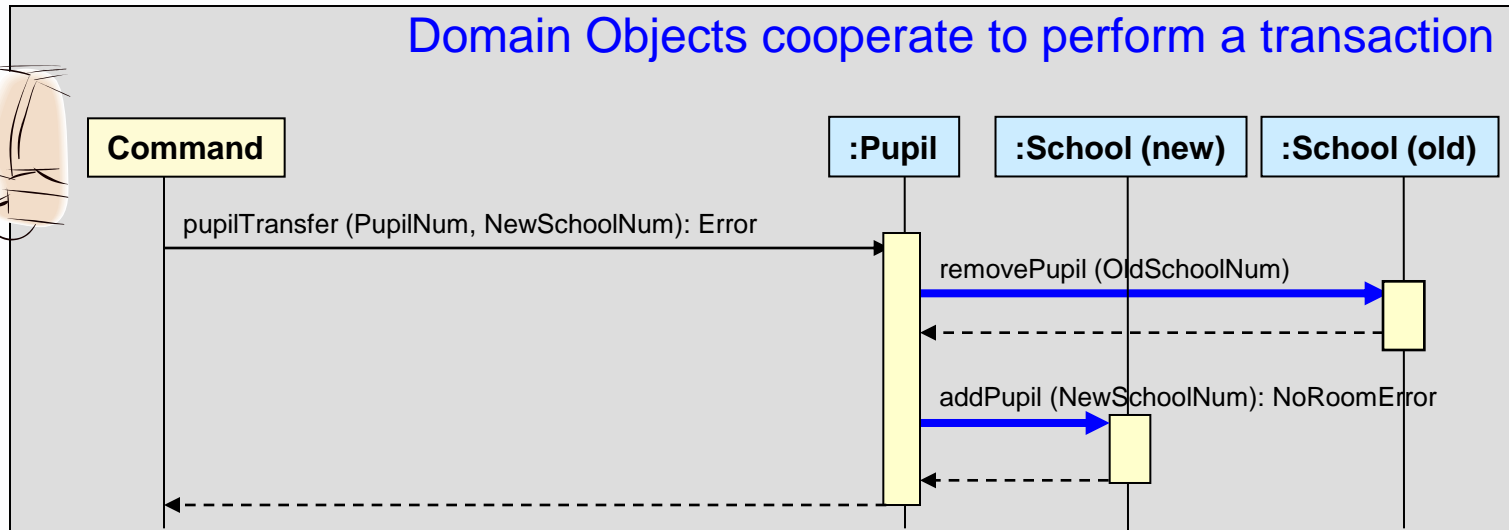 Domain Objects cooperate to perform a transaction
Command
:Pupil
:School (new)
:School (old)
pupilTransfer (PupilNum, NewSchoolNum): Error
removePupil (OldSchoolNum)
addPupil (NewSchoolNum): NoRoomError